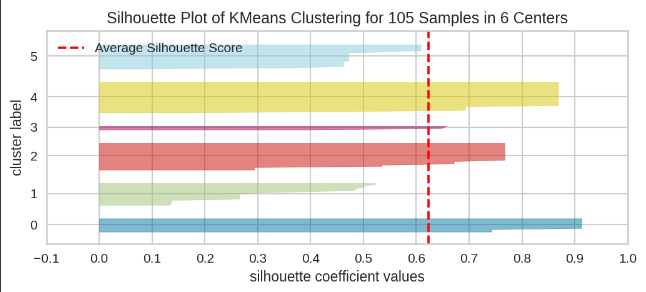 Silhouette Plot of KMeans Clustering for 105 Samples in 6 Centers
Average Silhouette Score
cluster label
5
4
3
2
1
0
−0.1 0.0 0.1 0.2 0.3 0.4 0.5 0.6 0.7 0.8 0.9 1.0
silhouette coefficient values